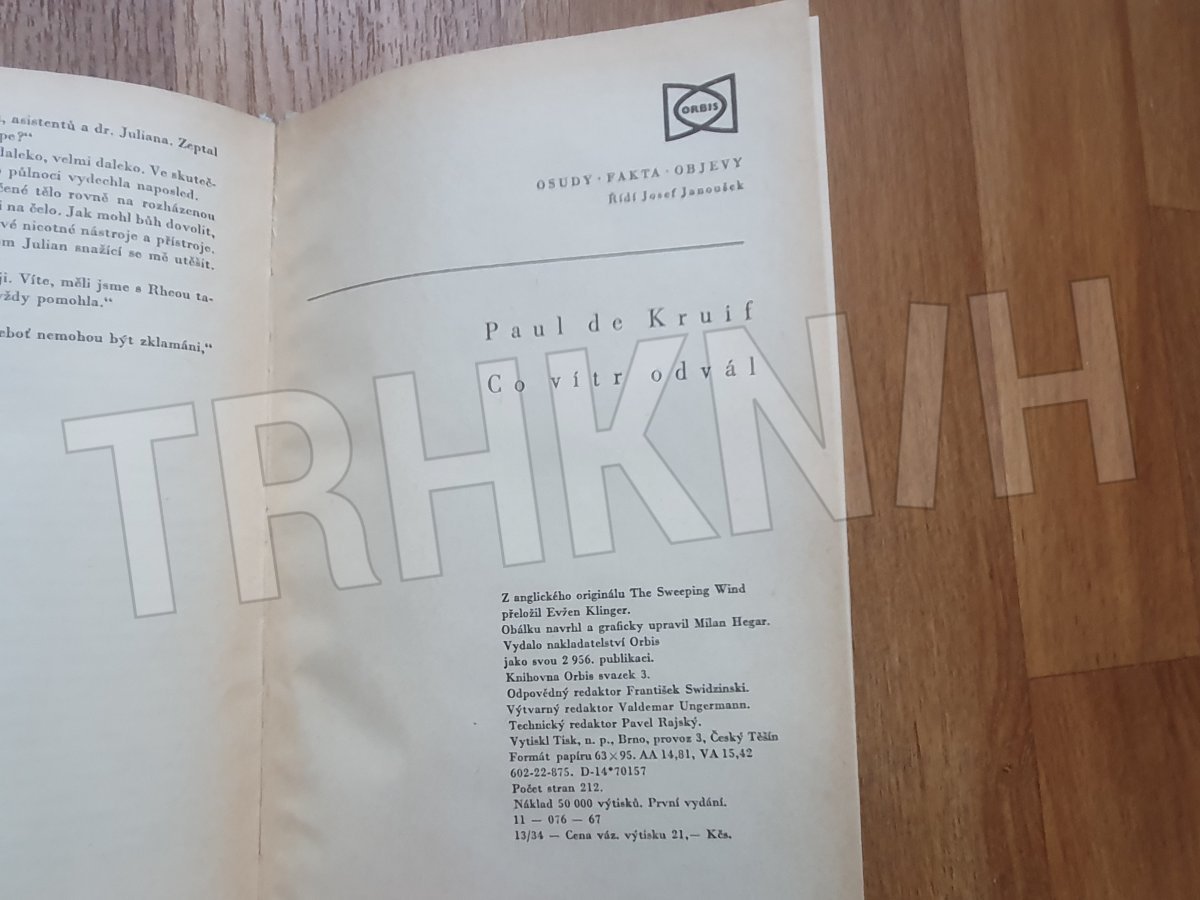 , asistentů a dr. Juliana. Zeptal
pe?“
daleko, velmi daleko. Ve skuteč-
půlnoci vydechla naposled.
čené tělo rovně na rozházenou
i na čelo. Jak mohl bůh dovolit,
vé nicotné nástroje a přístroje.
m Julian snažící se mě utěšit.
ji. Víte, měli jsme s Rheou ta-
ždy pomohla.“
eboť nemohou být zklamáni,“
ORBIS
OSUDY · FAKTA · OBJEVY
Řídí Josef Janoušek
Paul de Kruif
Co vítr odvál
TRHKNIH
Z anglického originálu The Sweeping Wind
přeložil Evžen Klinger.
Obálku navrhl a graficky upravil Milan Hegar.
Vydalo nakladatelství Orbis
jako svou 2 956. publikaci.
Knihovna Orbis svazek 3.
Odpovědný redaktor František Swidzinski.
Výtvarný redaktor Valdemar Ungermann.
Technický redaktor Pavel Rajský.
Vytiskl Tisk, n. p., Brno, provoz 3, Český Těšín
Formát papíru 63×95. AA 14,81, VA 15,42
602-22-875. D-14*70157
Počet stran 212.
Náklad 50 000 výtisků. První vydání.
11 — 076 — 67
13/34 — Cena váz. výtisku 21,— Kčs.